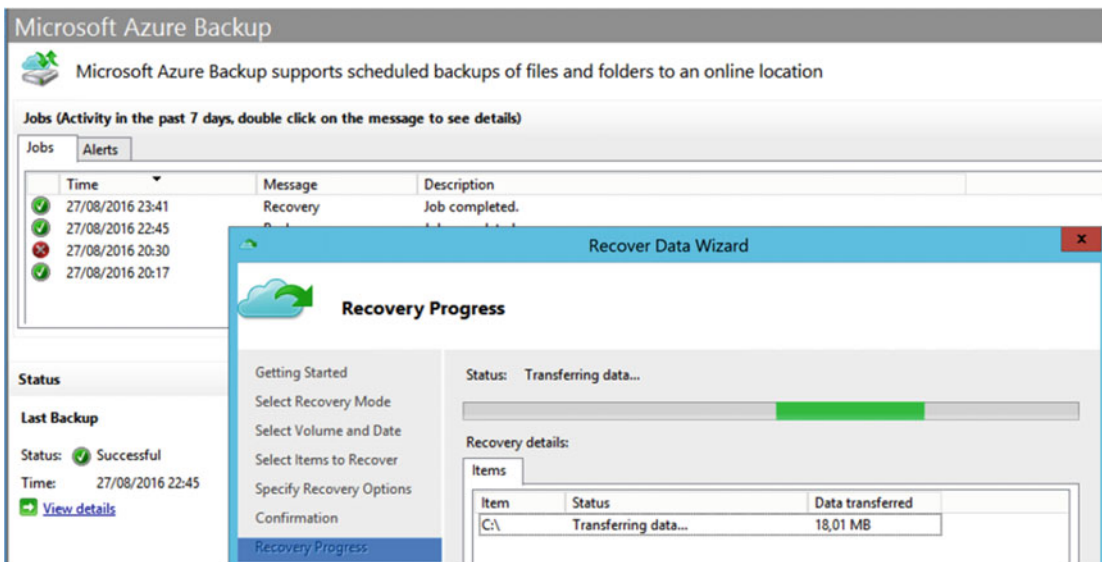 Microsoft Azure Backup
Microsoft Azure Backup supports scheduled backups of files and folders to an online location
Jobs (Activity in the past 7 days, double click on the message to see details)
Jobs Alerts
Time Message Description
27/08/2016 23:41 Recovery Job completed.
27/08/2016 22:45
27/08/2016 20:30
27/08/2016 20:17
Recover Data Wizard x
Recovery Progress
Getting Started
Select Recovery Mode
Select Volume and Date
Select Items to Recover
Specify Recovery Options
Confirmation
Recovery Progress
Status: Transferring data...
Recovery details:
Items
Item Status Data transferred
C:\ Transferring data... 18,01 MB
Status
Last Backup
Status: Successful
Time: 27/08/2016 22:45
View details